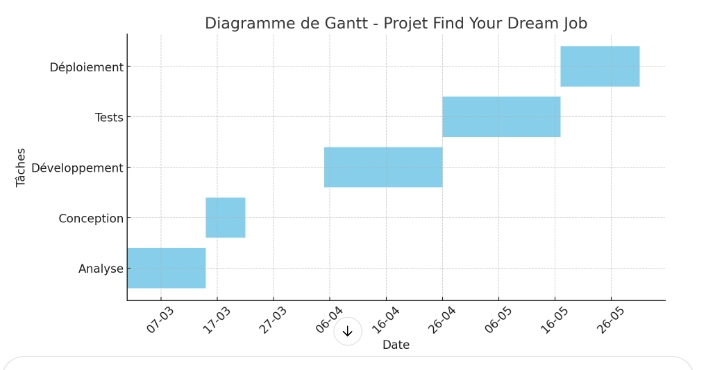 Diagramme de Gantt - Projet Find Your Dream Job
Déploiement
Tests
Développement
Conception
Analyse
Tâches
07-03
17-03
27-03
06-04
16-04
26-04
06-05
16-05
26-05
Date